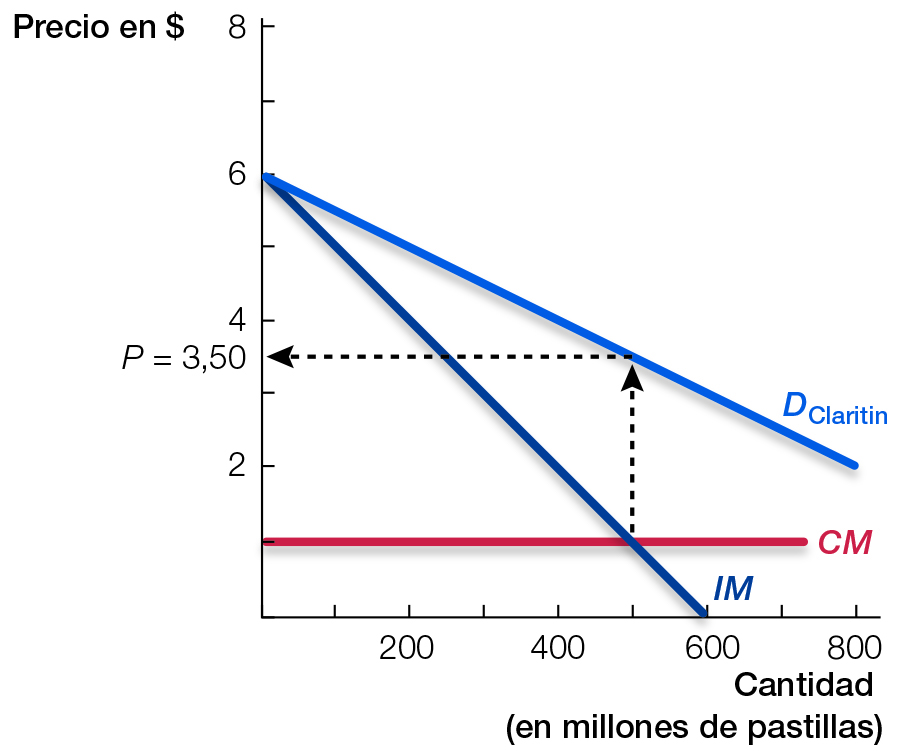 Precio en $
8
6
4
P = 3,50
2
D Claritin
CM
IM
200 400 600 800
Cantidad
(en millones de pastillas)